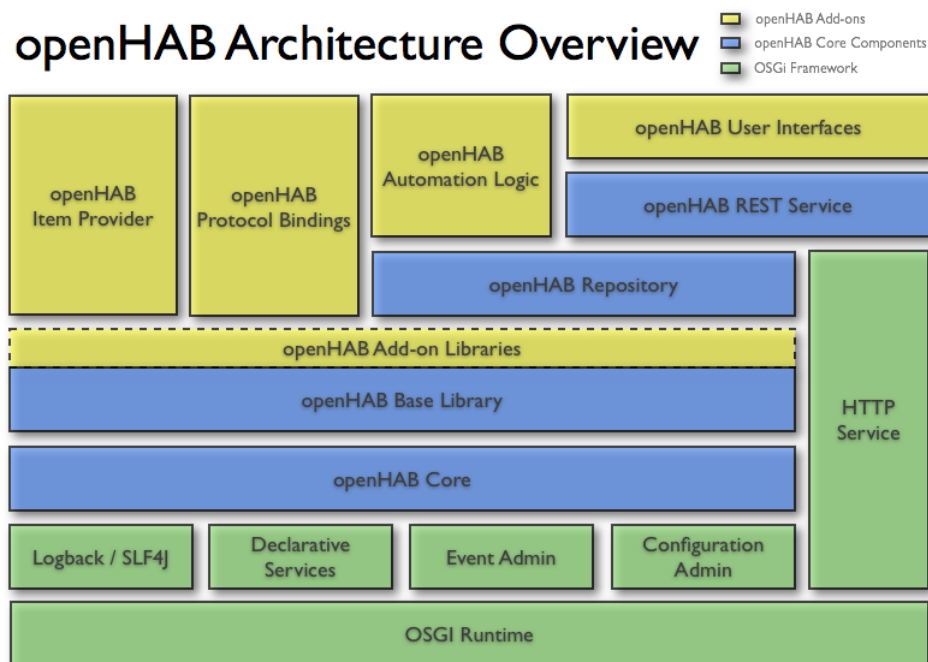 openHAB Architecture Overview
openHAB Add-ons
openHAB Core Components
OSGi Framework
openHAB
Item Provider
openHAB
Protocol Bindings
openHAB
Automation Logic
openHAB User Interfaces
openHAB REST Service
openHAB Repository
openHAB Add-on Libraries
openHAB Base Library
HTTP
Service
openHAB Core
Logback / SLF4J
Declarative
Services
Event Admin
Configuration
Admin
OSGI Runtime